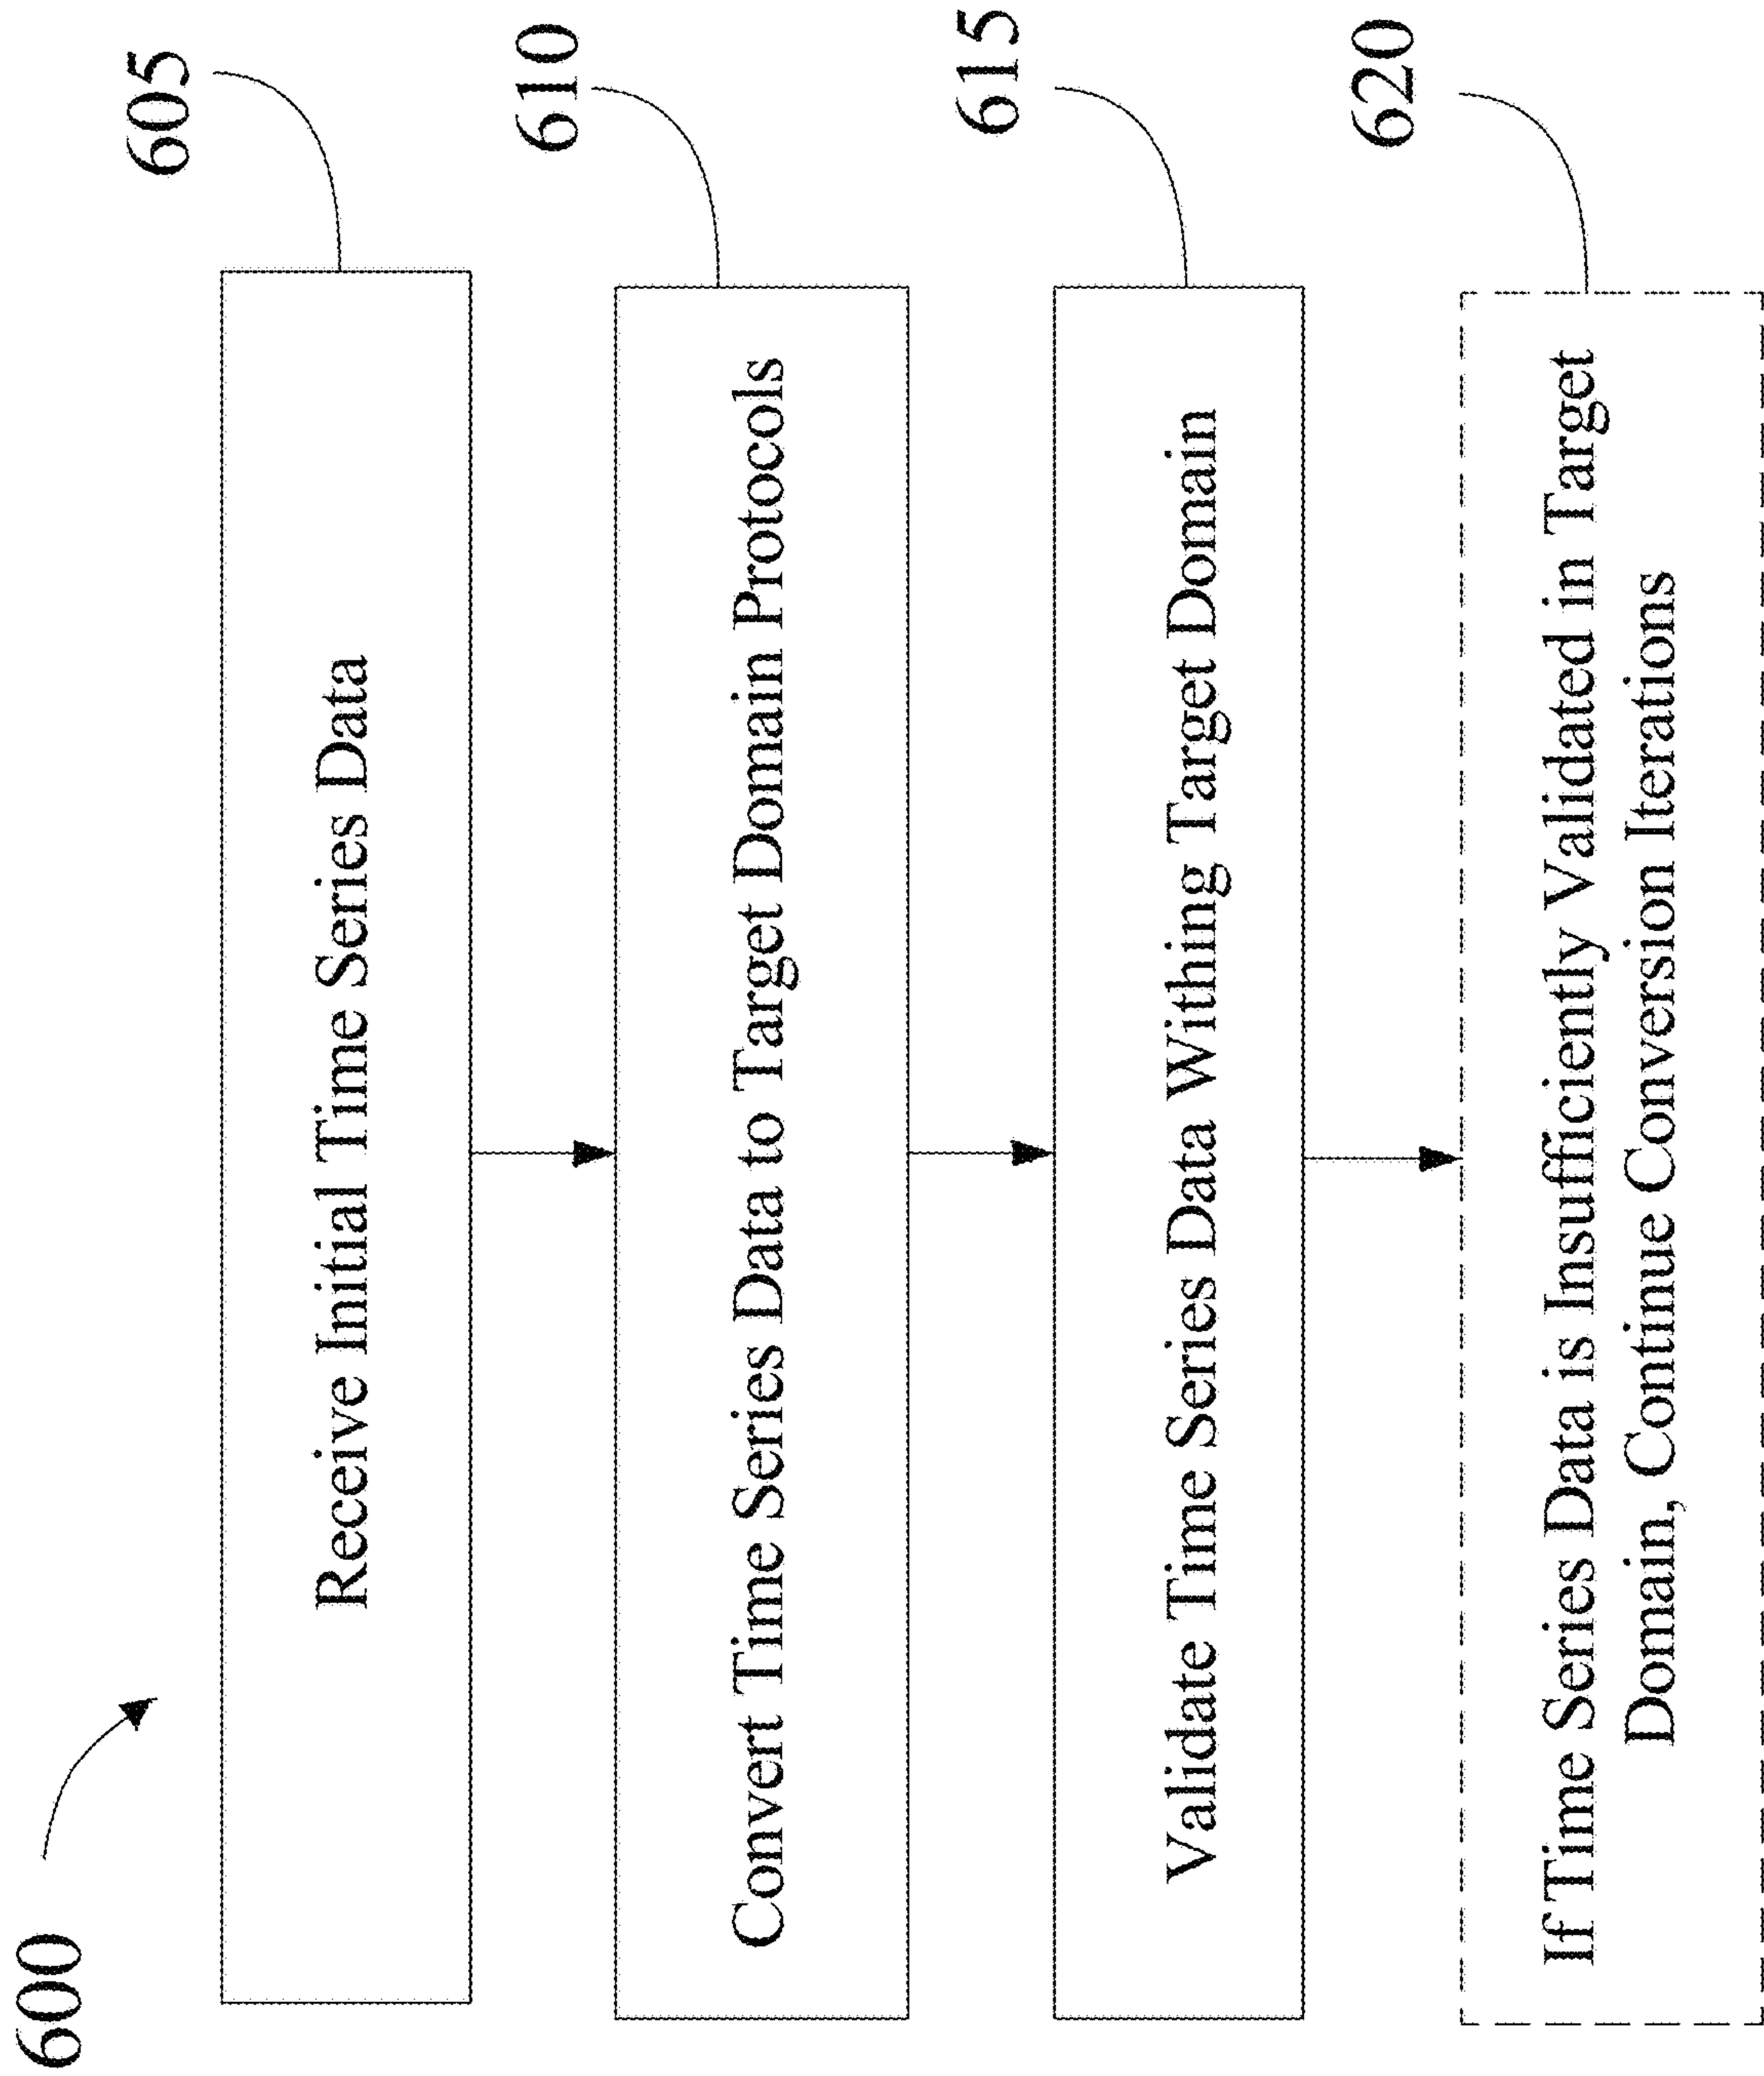 600
605
Receive Initial Time Series Data
610
Convert Time Series Data to Target Domain Protocols
615
Validate Time Series Data Withing Target Domain
620
If Time Series Data is Insufficiently Validated in Target
Domain, Continue Conversion Iterations